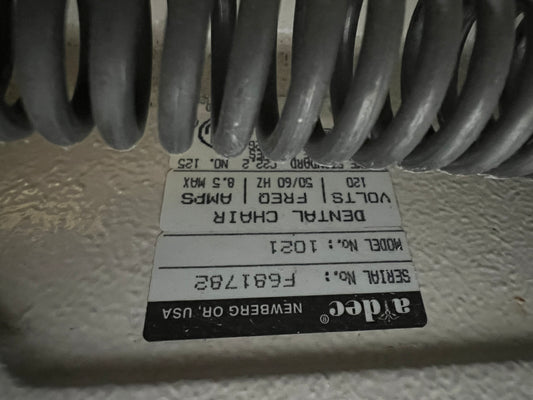 a dec® NEWBERG OR, USA
SERIAL No.: F681782
MODEL No.: 1021
DENTAL CHAIR
VOLTS FREQ AMPS
120 50/60 HZ 8.5 MAX
STANDARD C22.2 NO. 125